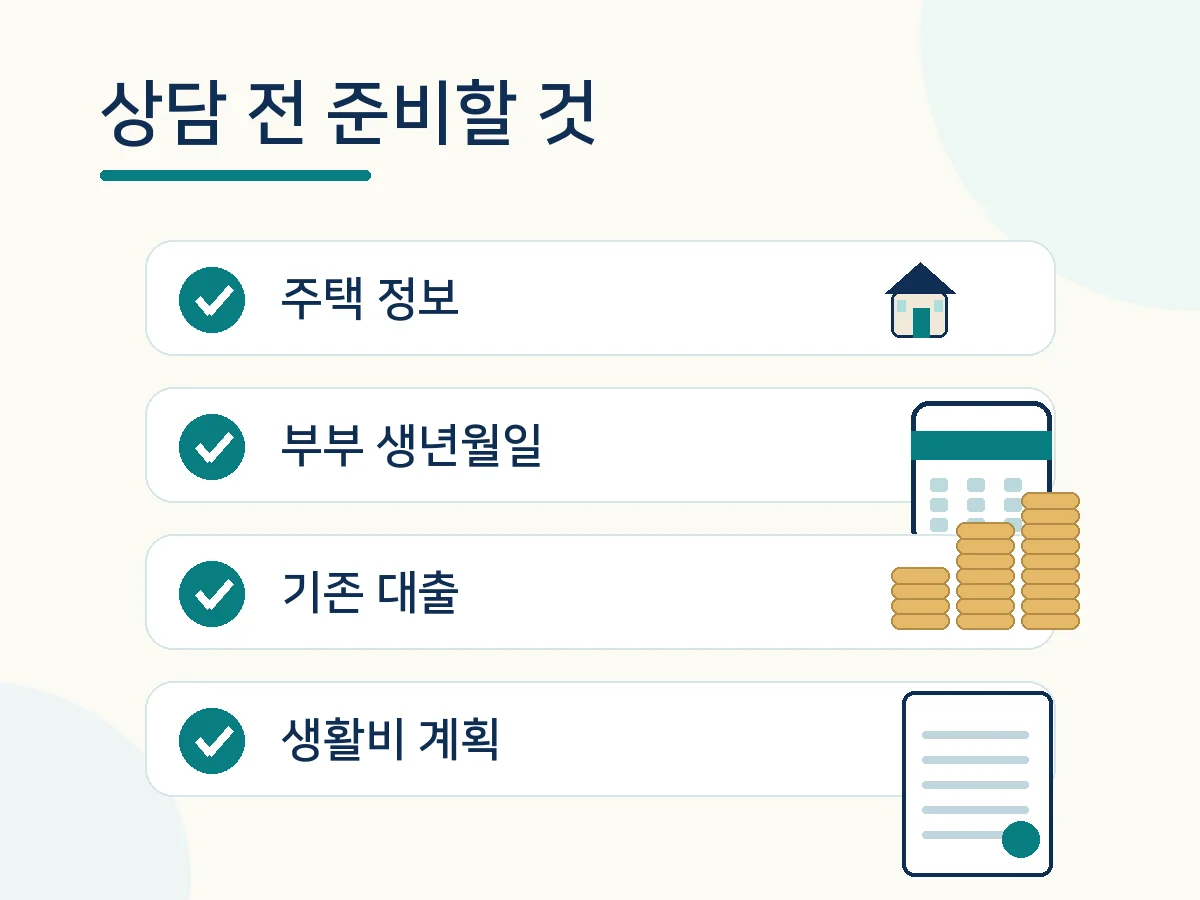 상담 전 준비할 것
주택 정보
부부 생년월일
기존 대출
생활비 계획